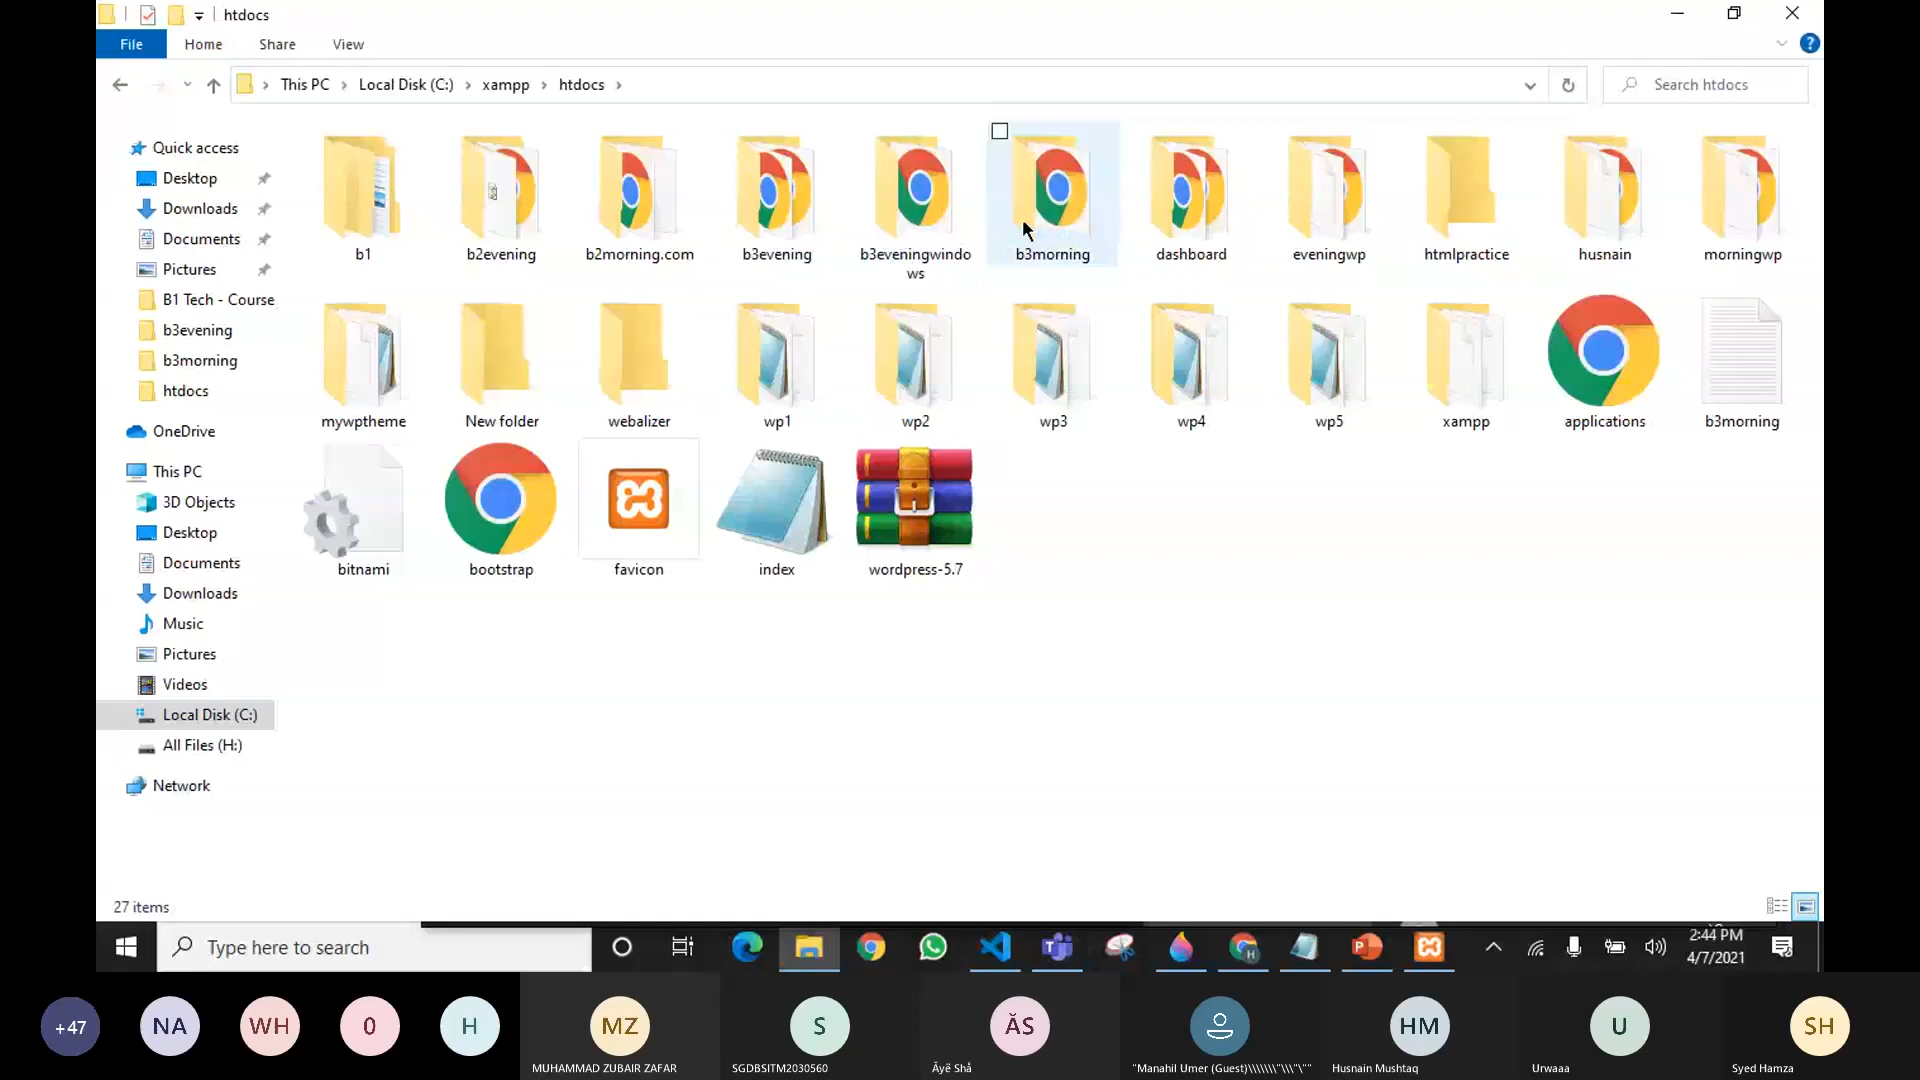 htdocs
File Home Share View
This PC Local Disk (C:) xampp htdocs
Search htdocs
Quick access
Desktop
Downloads
Documents
Pictures
B1 Tech - Course
b3evening
b3morning
htdocs
OneDrive
This PC
3D Objects
Desktop
Documents
Downloads
Music
Pictures
Videos
Local Disk (C:)
All Files (H:)
Network
b1 b2evening b2morning.com b3evening b3eveningwindo b3morning dashboard eveningwp htmlpractice husnain morningwp
ws
mywptheme New folder webalizer wp1 wp2 wp3 wp4 wp5 xampp applications b3morning
bitnami bootstrap favicon index wordpress-5.7
27 items
Type here to search
2:44 PM
4/7/2021
+47 NA WH 0 H MZ S ĂS HM U SH
MUHAMMAD ZUBAIR ZAFAR SGDBSITM2030560 Ăyë Shå "Manahil Umer (Guest)\\\\\\\"\\\"\"" Husnain Mushtaq Urwaaa Syed Hamza